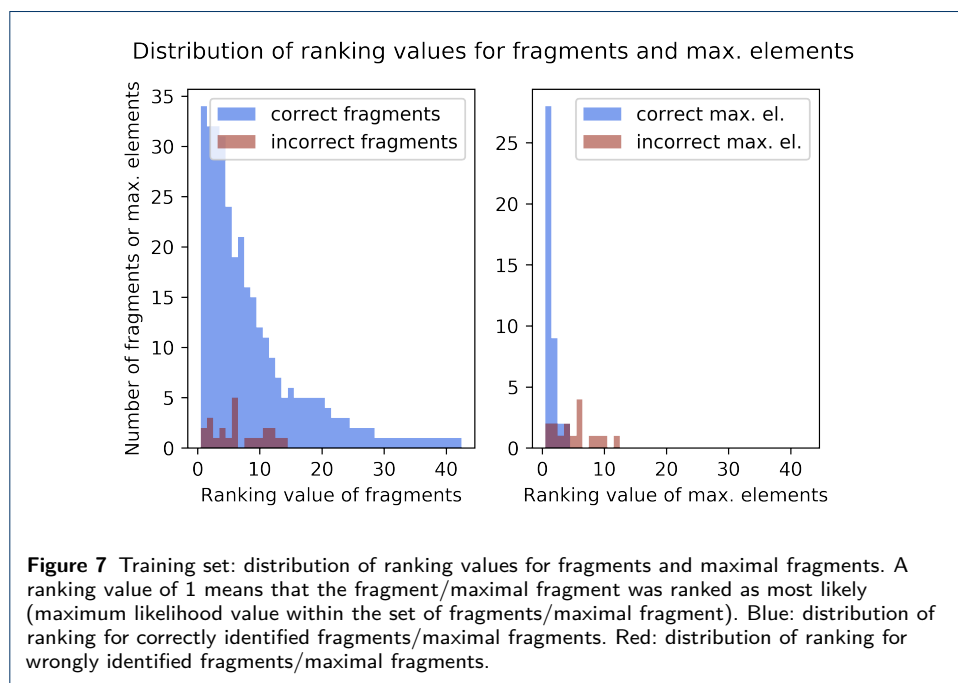 Distribution of ranking values for fragments and max. elements
Number of fragments or max. elements
35
30
25
20
15
10
5
0
correct fragments
incorrect fragments
0 10 20 30 40
Ranking value of fragments
25
20
15
10
5
0
correct max. el.
incorrect max. el.
0 10 20 30 40
Ranking value of max. elements
Figure 7 Training set: distribution of ranking values for fragments and maximal fragments. A
ranking value of 1 means that the fragment/maximal fragment was ranked as most likely
(maximum likelihood value within the set of fragments/maximal fragment). Blue: distribution of
ranking for correctly identified fragments/maximal fragments. Red: distribution of ranking for
wrongly identified fragments/maximal fragments.